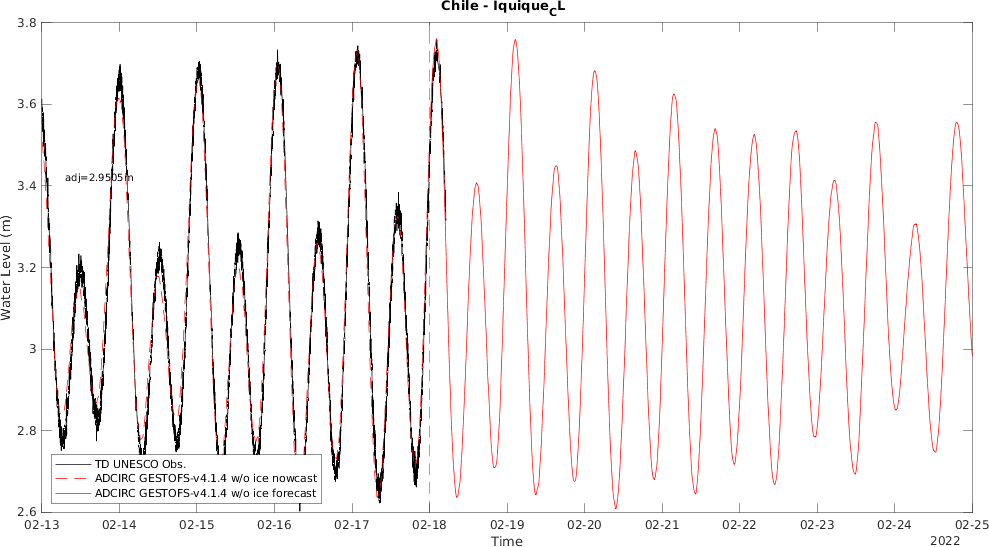 Chile - Iquique_CL
3.8
3.6
3.4
3.2
3
2.8
2.6
Water Level (m)
adj=2.9505m
TD UNESCO Obs.
ADCIRC GESTOFS-v4.1.4 w/o ice nowcast
ADCIRC GESTOFS-v4.1.4 w/o ice forecast
02-13 02-14 02-15 02-16 02-17 02-18 02-19 02-20 02-21 02-22 02-23 02-24 02-25
Time
2022